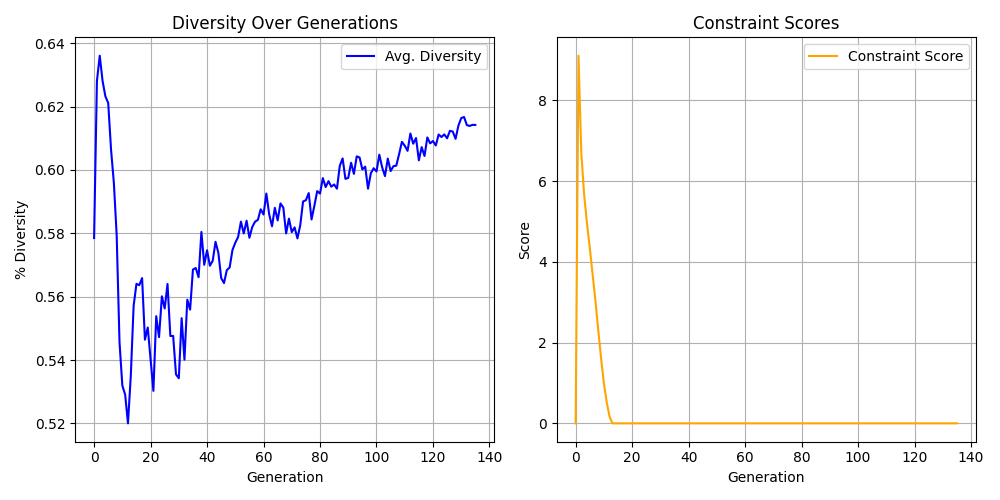 Diversity Over Generations
Avg. Diversity
% Diversity
0.64
0.62
0.60
0.58
0.56
0.54
0.52
0 20 40 60 80 100 120 140
Generation
Constraint Scores
Constraint Score
Score
8
6
4
2
0
0 20 40 60 80 100 120 140
Generation